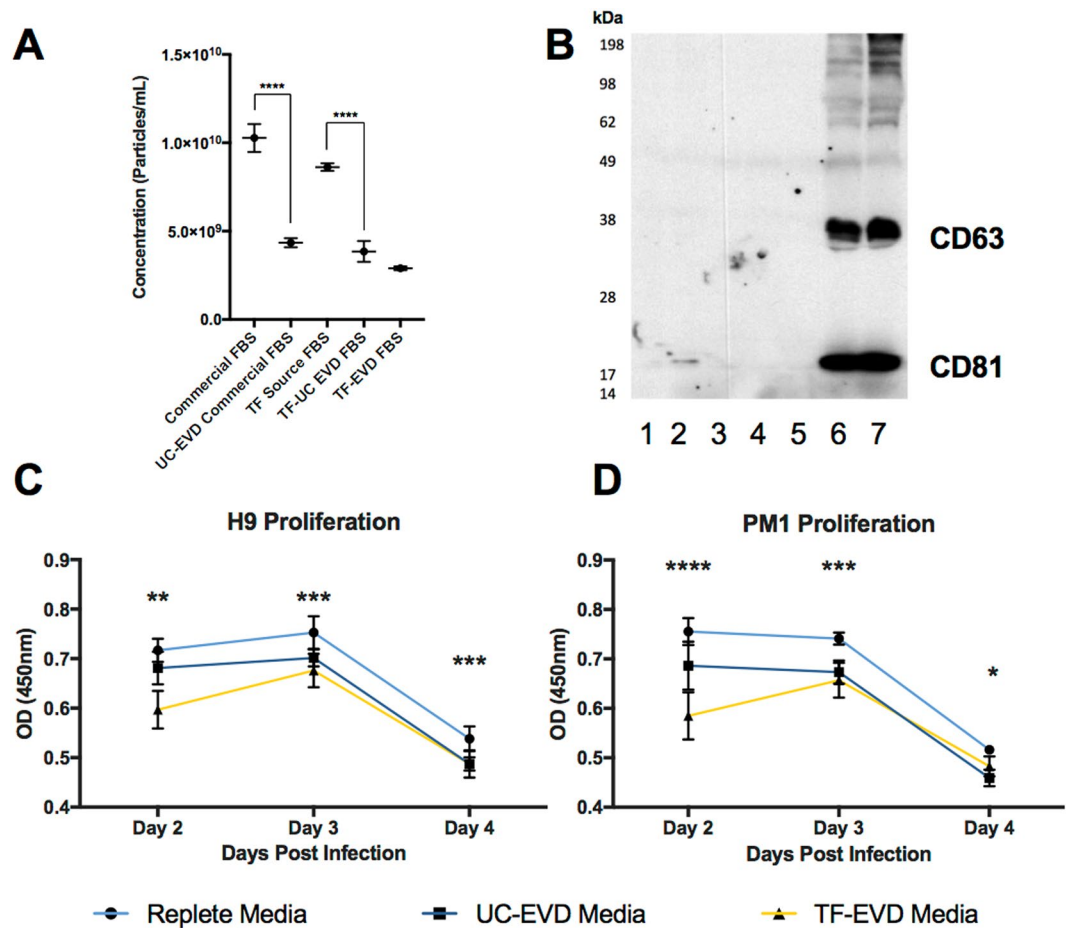 A
Concentration (Particles/mL)
1.5×10¹⁰
1.0×10¹⁰
5.0×10⁹
0.0
****
****
Commercial FBS
UC-EVD Commercial FBS
TF Source FBS
TF-UC EVD FBS
TF-EVD FBS
B
kDa
198
98
62
49
38
28
17
14
CD63
CD81
1 2 3 4 5 6 7
C
H9 Proliferation
OD (450nm)
0.9
0.8
0.7
0.6
0.5
0.4
**
***
***
Day 2 Day 3 Day 4
Days Post Infection
D
PM1 Proliferation
OD (450nm)
0.9
0.8
0.7
0.6
0.5
0.4
****
***
*
Day 2 Day 3 Day 4
Days Post Infection
Replete Media UC-EVD Media TF-EVD Media